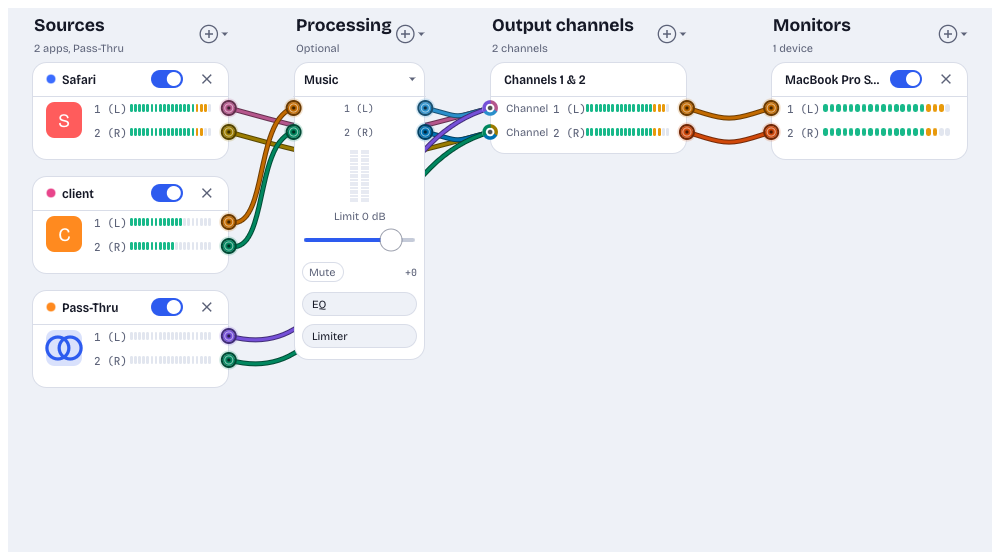 Sources
2 apps, Pass-Thru
Safari
S
1 (L)
2 (R)
client
C
1 (L)
2 (R)
Pass-Thru
1 (L)
2 (R)
Processing
Optional
Music
1 (L)
2 (R)
Limit 0 dB
Mute
+0
EQ
Limiter
Output channels
2 channels
Channels 1 & 2
Channel 1 (L)
Channel 2 (R)
Monitors
1 device
MacBook Pro S...
1 (L)
2 (R)